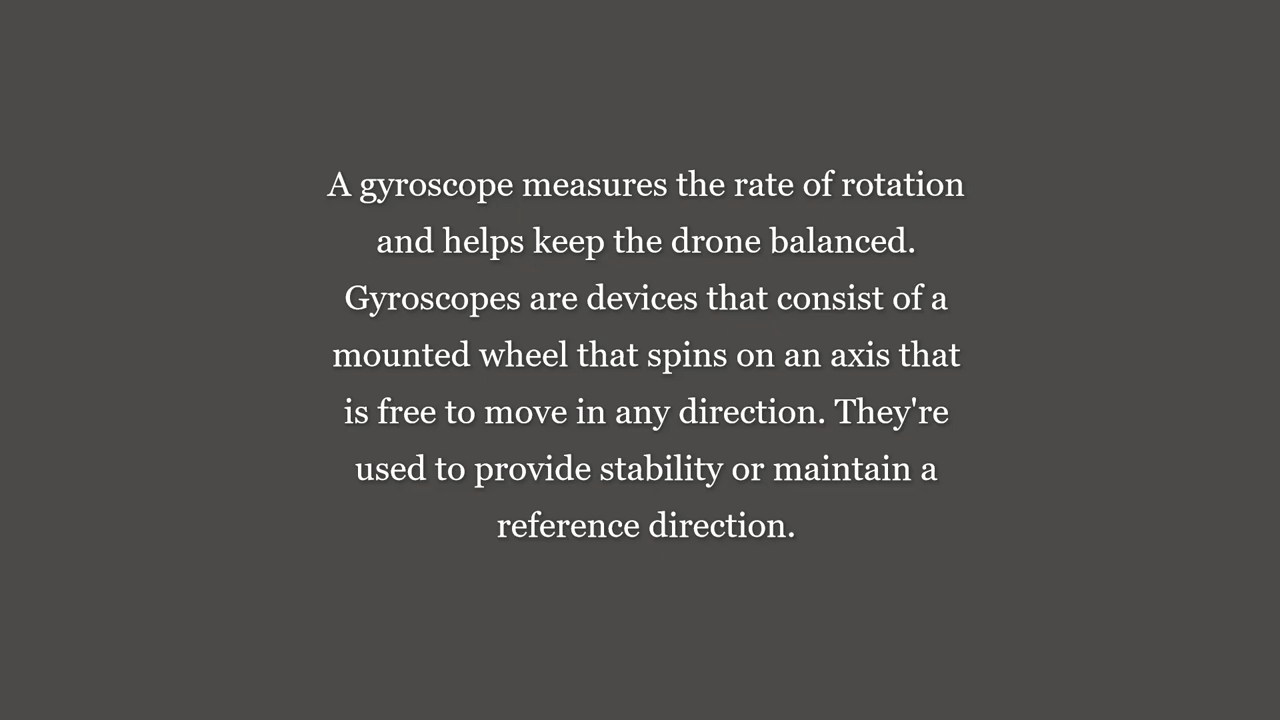 A gyroscope measures the rate of rotation
and helps keep the drone balanced.
Gyroscopes are devices that consist of a
mounted wheel that spins on an axis that
is free to move in any direction. They're
used to provide stability or maintain a
reference direction.